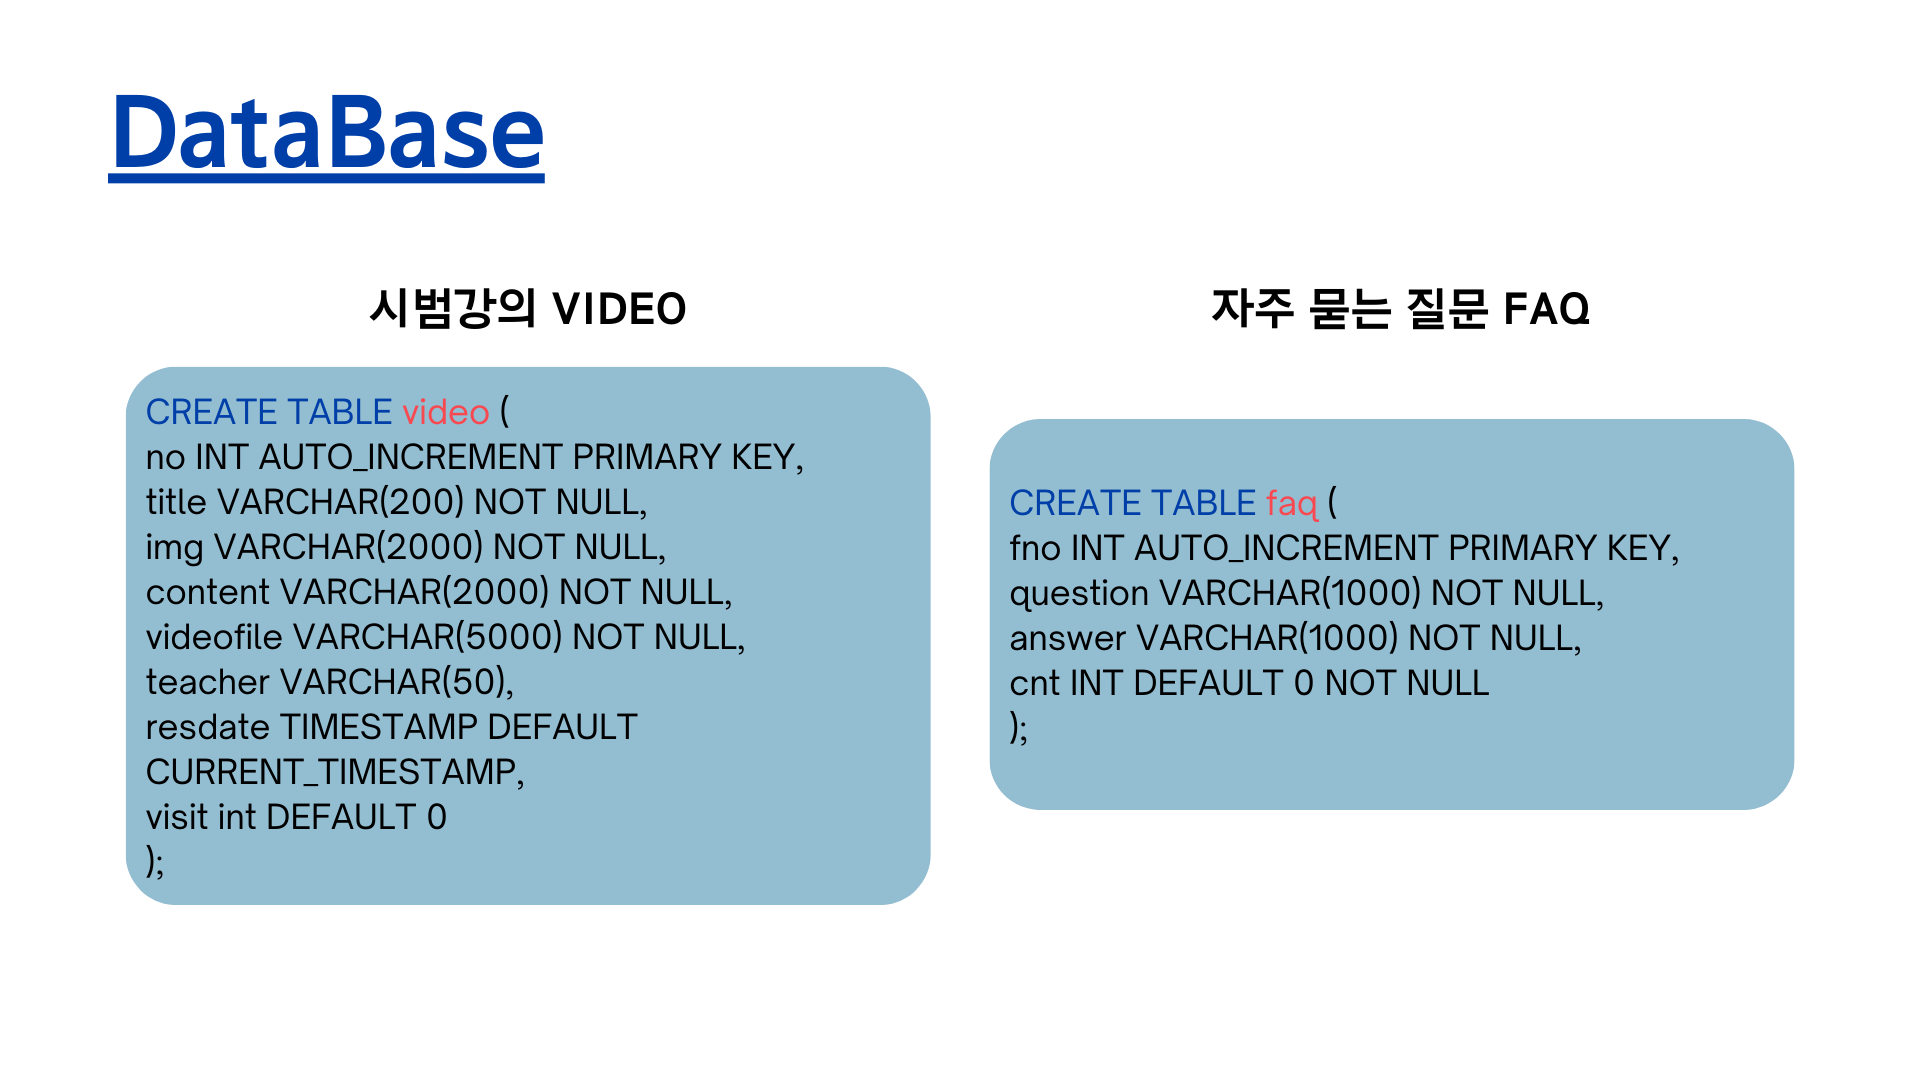 DataBase
시범강의 VIDEO
CREATE TABLE video (
no INT AUTO_INCREMENT PRIMARY KEY,
title VARCHAR(200) NOT NULL,
img VARCHAR(2000) NOT NULL,
content VARCHAR(2000) NOT NULL,
videofile VARCHAR(5000) NOT NULL,
teacher VARCHAR(50),
resdate TIMESTAMP DEFAULT
CURRENT_TIMESTAMP,
visit int DEFAULT 0
);
자주 묻는 질문 FAQ
CREATE TABLE faq (
fno INT AUTO_INCREMENT PRIMARY KEY,
question VARCHAR(1000) NOT NULL,
answer VARCHAR(1000) NOT NULL,
cnt INT DEFAULT 0 NOT NULL
);